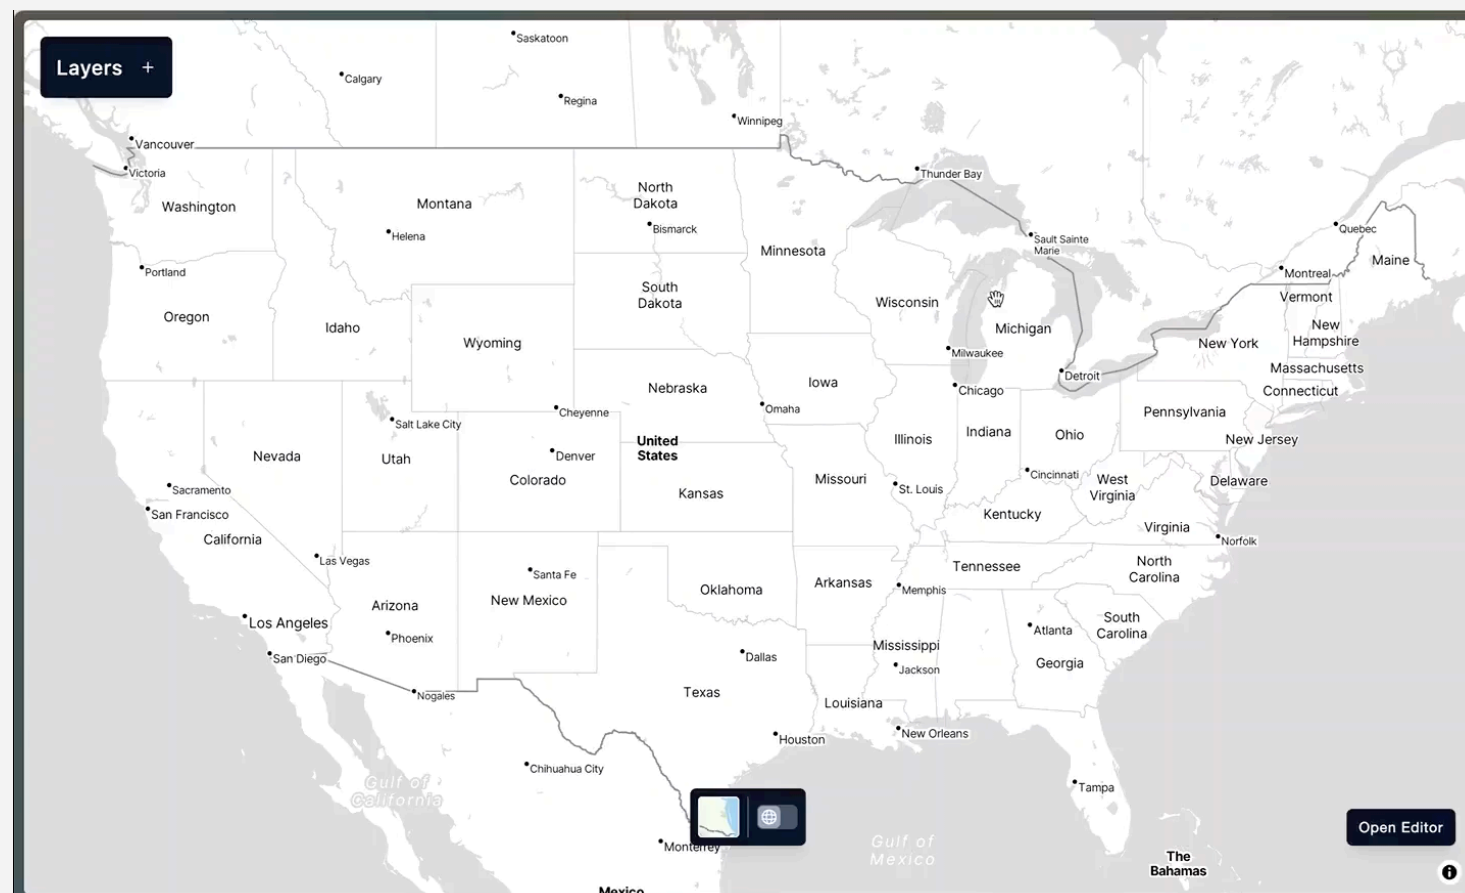 Saskatoon
Layers +
Calgary
Regina
Winnipeg
Vancouver
Victoria
Thunder Bay
Washington
Montana
North
Dakota
Helena
Bismarck
Minnesota
Sault Sainte
Marie
Quebec
Maine
Montreal
Portland
Oregon
Idaho
South
Dakota
Wisconsin
Vermont
Michigan
New
Hampshire
Wyoming
New York
Milwaukee
Massachusetts
Detroit
Nebraska
Iowa
Chicago
Connecticut
Cheyenne
Omaha
Pennsylvania
Salt Lake City
Illinois
Indiana
Ohio
New Jersey
United
States
Nevada
Utah
Denver
Colorado
Missouri
Cincinnati
West
Virginia
Delaware
Sacramento
Kansas
St. Louis
San Francisco
Kentucky
Virginia
California
Norfolk
Las Vegas
Santa Fe
Tennessee
North
Carolina
New Mexico
Oklahoma
Arkansas
Memphis
Arizona
Los Angeles
Phoenix
South
Carolina
Atlanta
San Diego
Dallas
Mississippi
Jackson
Georgia
Nogales
Texas
Louisiana
Houston
New Orleans
Chihuahua City
Gulf of
California
Tampa
Open Editor
Monterrey
Gulf of
Mexico
The
Bahamas
Mexico